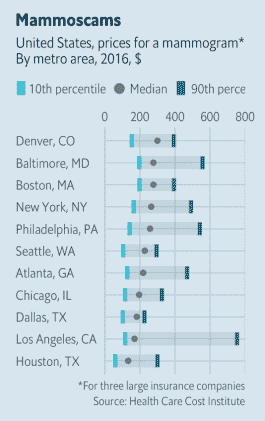 Mammoscams
United States, prices for a mammogram*
By metro area, 2016, $
10th percentile Median 90th perce
0 200 400 600 800
Denver, CO
Baltimore, MD
Boston, MA
New York, NY
Philadelphia, PA
Seattle, WA
Atlanta, GA
Chicago, IL
Dallas, TX
Los Angeles, CA
Houston, TX
*For three large insurance companies
Source: Health Care Cost Institute